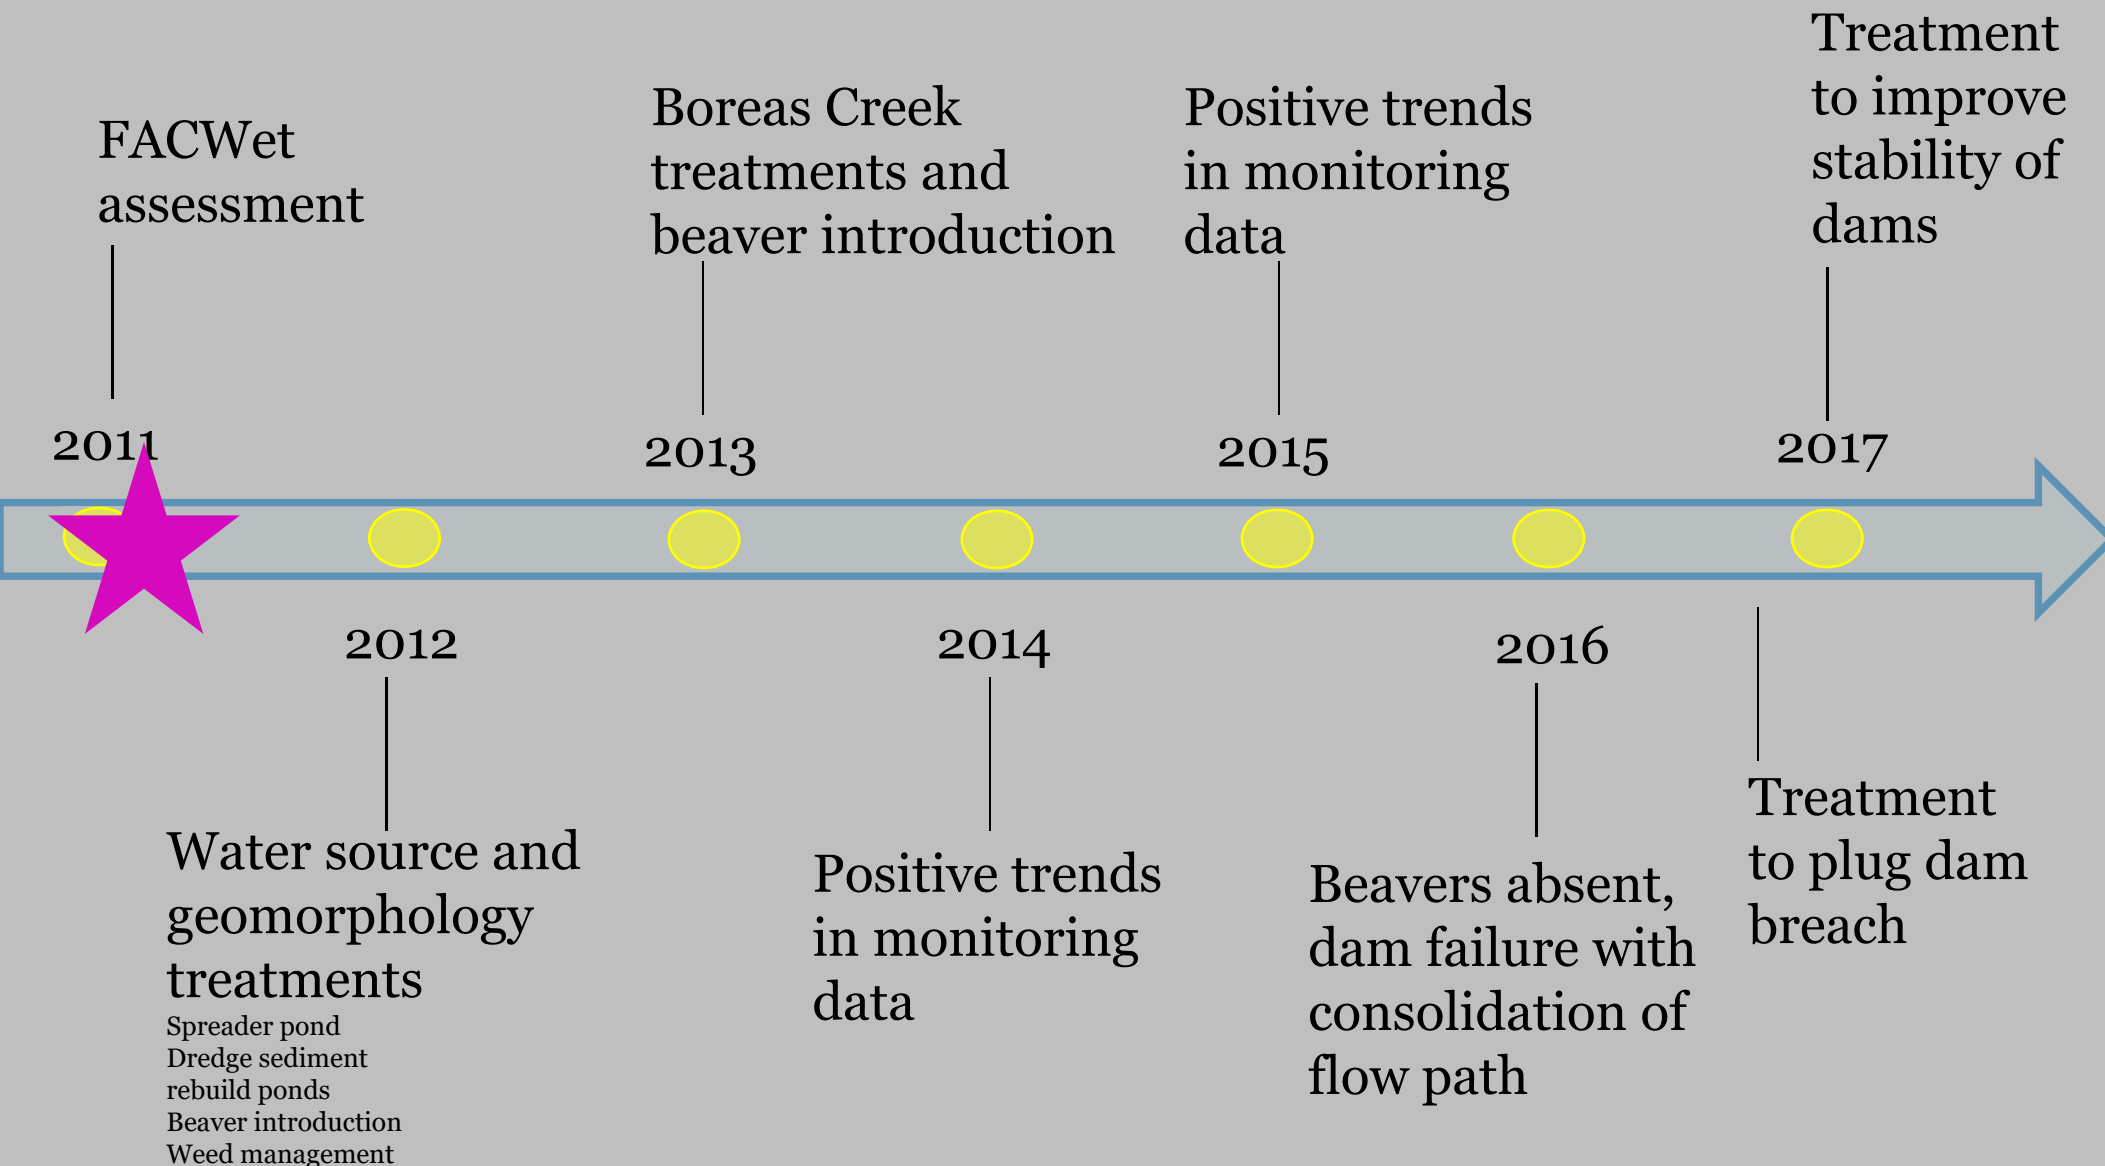 FACWet
assessment
2011
Water source and
geomorphology
treatments
Spreader pond
Dredge sediment
rebuild ponds
Beaver introduction
Weed management
2012
Boreas Creek
treatments and
beaver introduction
2013
2014
Positive trends
in monitoring
data
Positive trends
in monitoring
data
2015
2016
Beavers absent,
dam failure with
consolidation of
flow path
Treatment
to plug dam
breach
Treatment
to improve
stability of
dams
2017